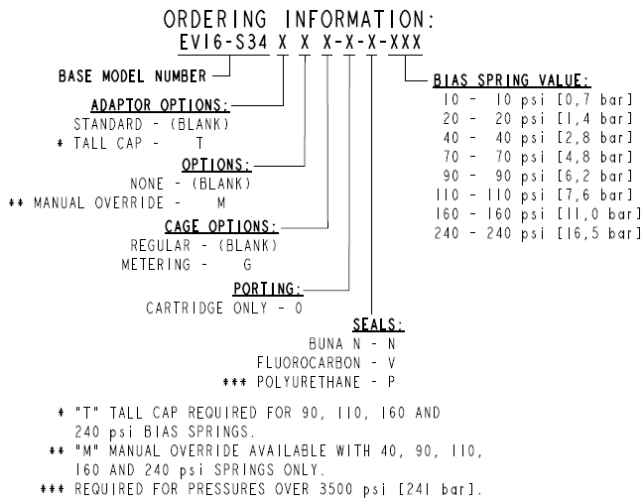 ORDERING INFORMATION:
EV16-S34 X X X-X-X-XXX
BASE MODEL NUMBER
ADAPTOR OPTIONS:
STANDARD - (BLANK)
* TALL CAP - T
OPTIONS:
NONE - (BLANK)
** MANUAL OVERRIDE - M
CAGE OPTIONS:
REGULAR - (BLANK)
METERING - G
PORTING:
CARTRIDGE ONLY - 0
SEALS:
BUNA N - N
FLUOROCARBON - V
*** POLYURETHANE - P
BIAS SPRING VALUE:
10 - 10 psi [0,7 bar]
20 - 20 psi [1,4 bar]
40 - 40 psi [2,8 bar]
70 - 70 psi [4,8 bar]
90 - 90 psi [6,2 bar]
110 - 110 psi [7,6 bar]
160 - 160 psi [11,0 bar]
240 - 240 psi [16,5 bar]
* "T" TALL CAP REQUIRED FOR 90, 110, 160 AND
240 psi BIAS SPRINGS.
** "M" MANUAL OVERRIDE AVAILABLE WITH 40, 90, 110,
160 AND 240 psi SPRINGS ONLY.
*** REQUIRED FOR PRESSURES OVER 3500 psi [241 bar].